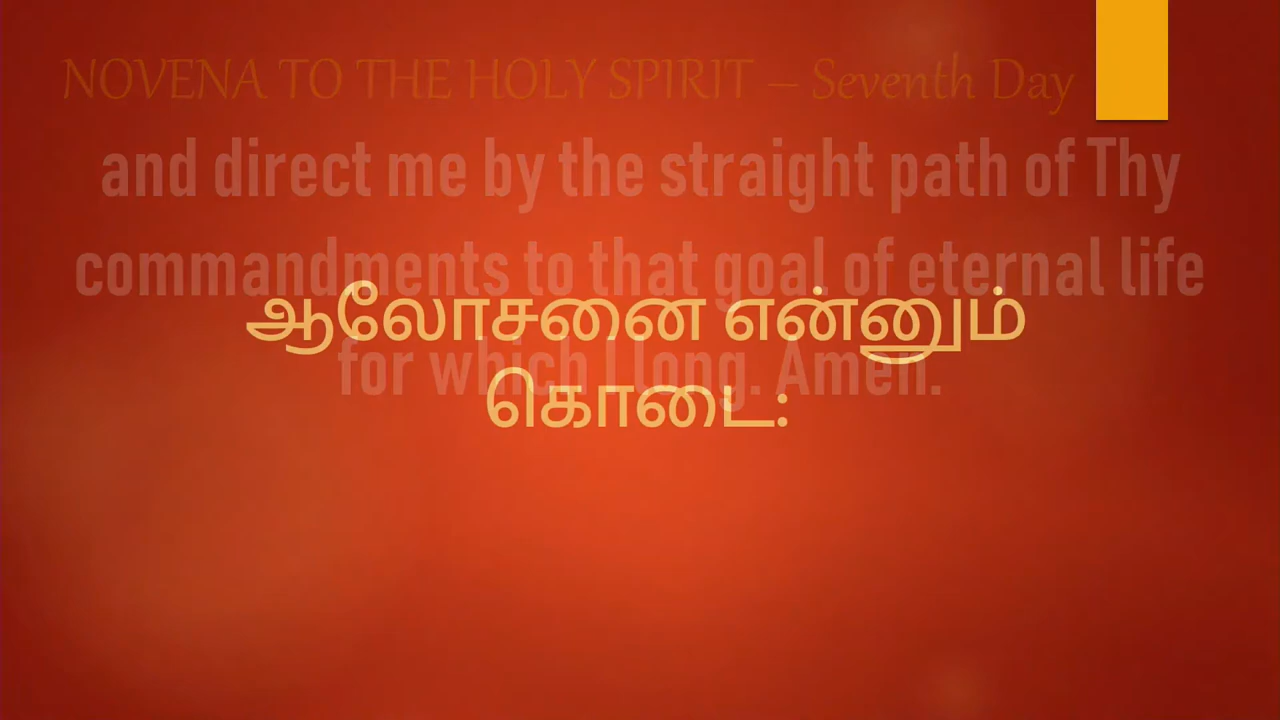 NOVENA TO THE HOLY SPIRIT – Seventh Day
and direct me by the straight path of Thy
commandments to that goal of eternal life
for which I long. Amen.
ஆலோசனை என்னும்
கொடை: